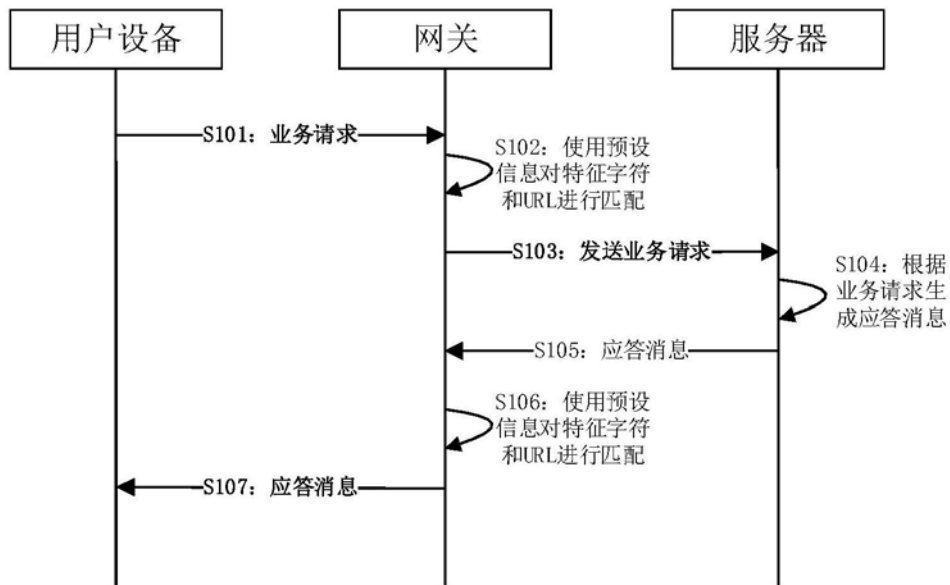 用户设备
网关
服务器
S101：业务请求
S102：使用预设
信息对特征字符
和URL进行匹配
S103：发送业务请求
S104：根据
业务请求生
成应答消息
S105：应答消息
S106：使用预设
信息对特征字符
和URL进行匹配
S107：应答消息